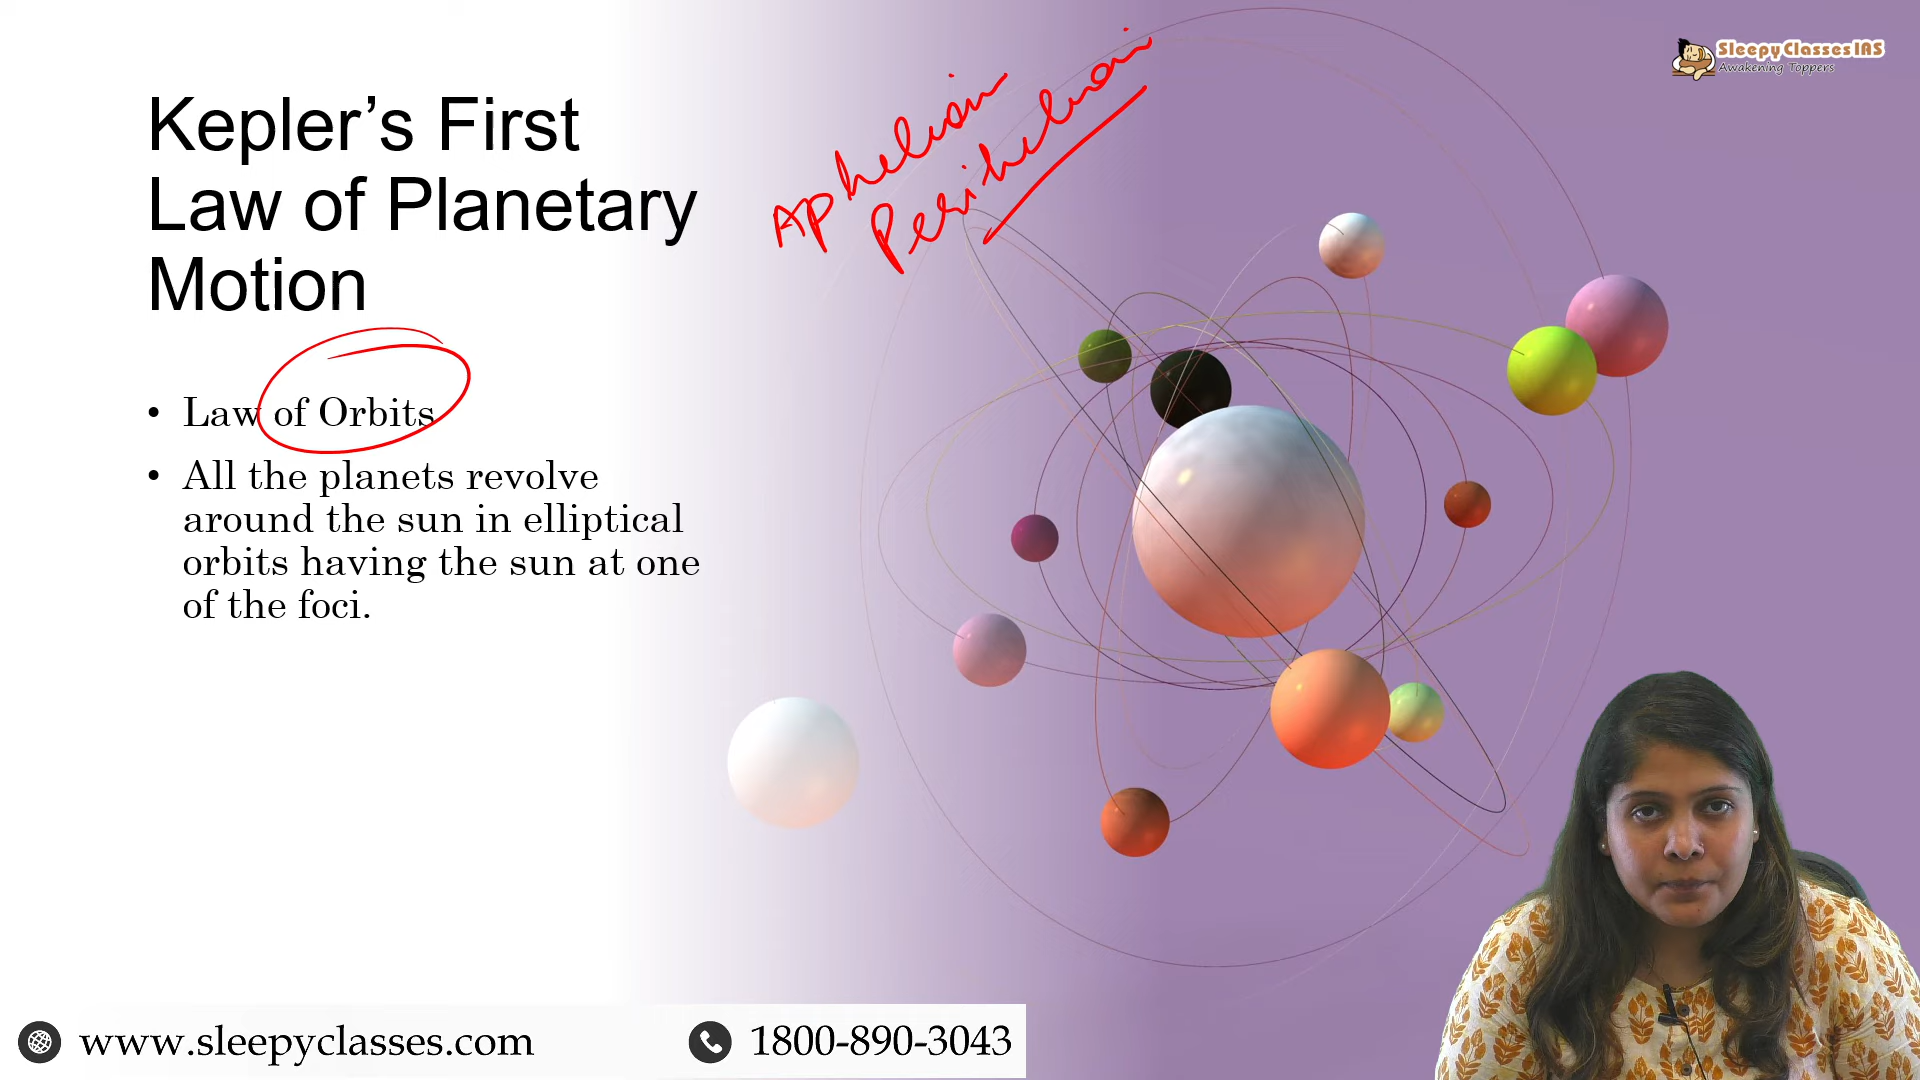 Sleepy Classes IAS
Awakening Toppers
Aphelion
Perihelion
Kepler’s First
Law of Planetary
Motion
• Law of Orbits
• All the planets revolve
around the sun in elliptical
orbits having the sun at one
of the foci.
www.sleepyclasses.com
1800-890-3043